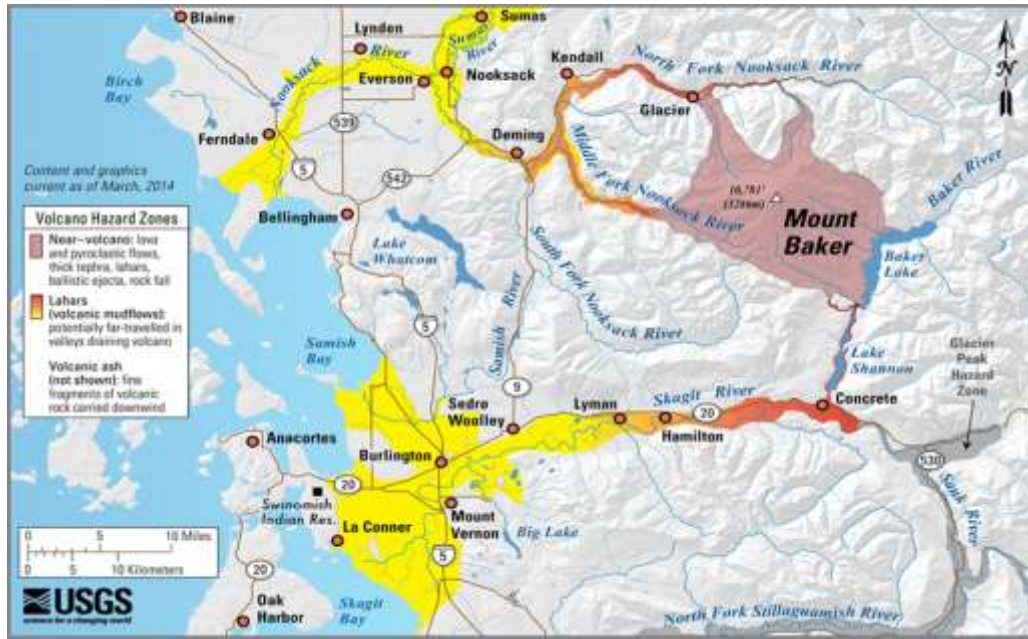 Blaine
Lynden
Sumas
Nooksack
River
Sumas
River
Everson
Nooksack
Kendall
North Fork Nooksack River
N
Birch
Bay
Glacier
Ferndale
539
Deming
Middle Fork Nooksack River
5
542
Content and graphics
current as of March, 2014
Bellingham
10,781'
Mount
Baker
Baker River
Baker
Lake
Volcano Hazard Zones
Near-volcano: lava
and pyroclastic flows,
thick tephra, lahars,
ballistic ejecta, rock fall
Lahars
(volcanic mudflows):
potentially far-travelled in
valleys draining volcano
Volcanic ash
(not shown): fine
fragments of volcanic
rock carried downwind
Lake
Whatcom
South Fork Nooksack River
5
Samish
River
Samish
Bay
Lake
Shannon
Glacier
Peak
Hazard
Zone
9
Sedro
Woolley
Lyman
Skagit River
20
Hamilton
Concrete
Anacortes
Burlington
20
530
Sauk
River
Swinomish
Indian Res.
La Conner
Mount
Vernon
Big Lake
5
0 5 10 Miles
0 5 10 Kilometers
20
USGS
science for a changing world
Oak
Harbor
Skagit
Bay
North Fork Stillaguamish River